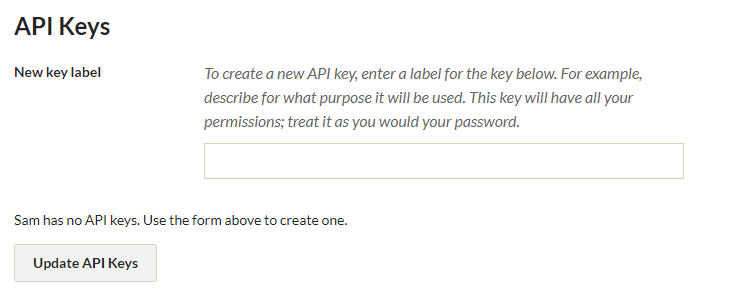 API Keys
New key label
To create a new API key, enter a label for the key below. For example,
describe for what purpose it will be used. This key will have all your
permissions; treat it as you would your password.
Sam has no API keys. Use the form above to create one.
Update API Keys